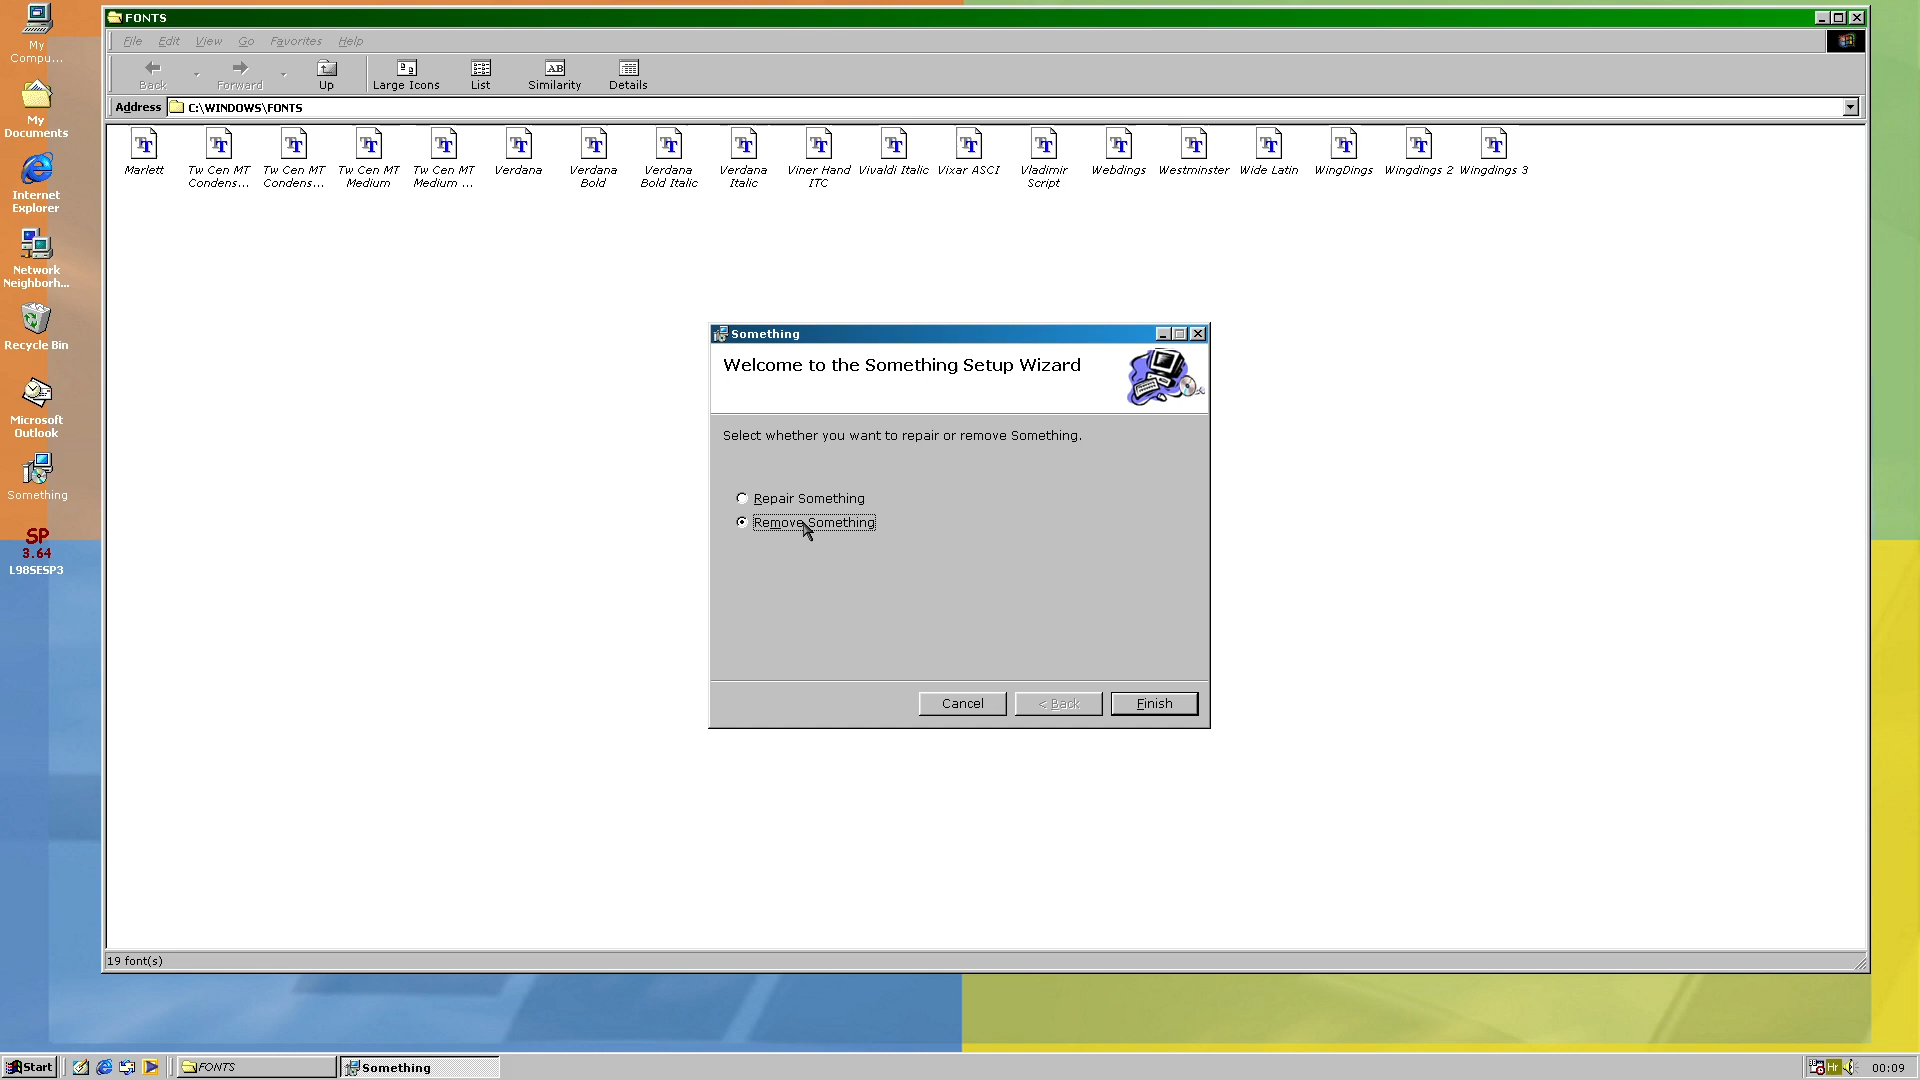 My
Compu...
My
Documents
Internet
Explorer
Network
Neighborh...
Recycle Bin
Microsoft
Outlook
Something
SP
3.64
L98SESP3
FONTS
File Edit View Go Favorites Help
Back Forward Up Large Icons List Similarity Details
AB
Address C:\WINDOWS\FONTS
Marlett
Tw Cen MT
Condens...
Tw Cen MT
Condens...
Tw Cen MT
Medium
Tw Cen MT
Medium ...
Verdana
Verdana
Bold
Verdana
Bold Italic
Verdana
Italic
Viner Hand
ITC
Vivaldi Italic
Vixar ASCI
Vladimir
Script
Webdings
Westminster
Wide Latin
WingDings
Wingdings 2
Wingdings 3
Something
Welcome to the Something Setup Wizard
Select whether you want to repair or remove Something.
Repair Something
Remove Something
Cancel < Back Finish
19 font(s)
Start FONTS Something Hr 00:09